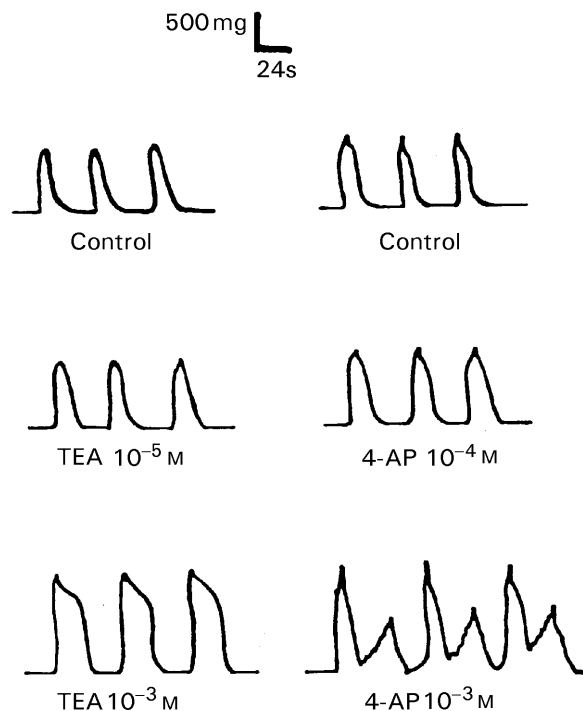 500 mg
24s
Control Control
TEA 10⁻⁵ M 4-AP 10⁻⁴ M
TEA 10⁻³ M 4-AP 10⁻³ M